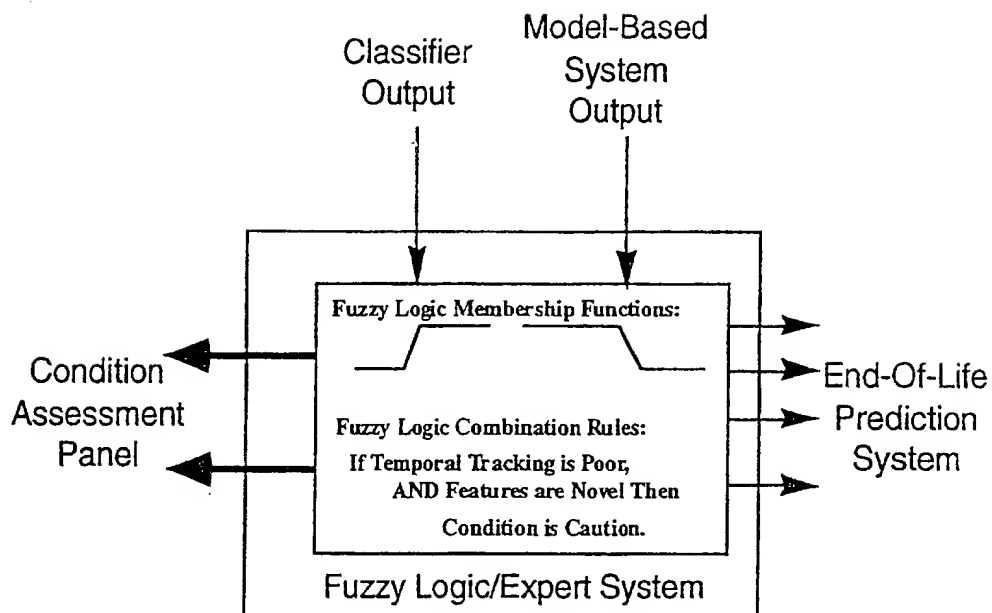 Classifier
Output
Model-Based
System
Output
Fuzzy Logic Membership Functions:
Condition
Assessment
Panel
End-Of-Life
Prediction
System
Fuzzy Logic Combination Rules:
If Temporal Tracking is Poor,
AND Features are Novel Then
Condition is Caution.
Fuzzy Logic/Expert System